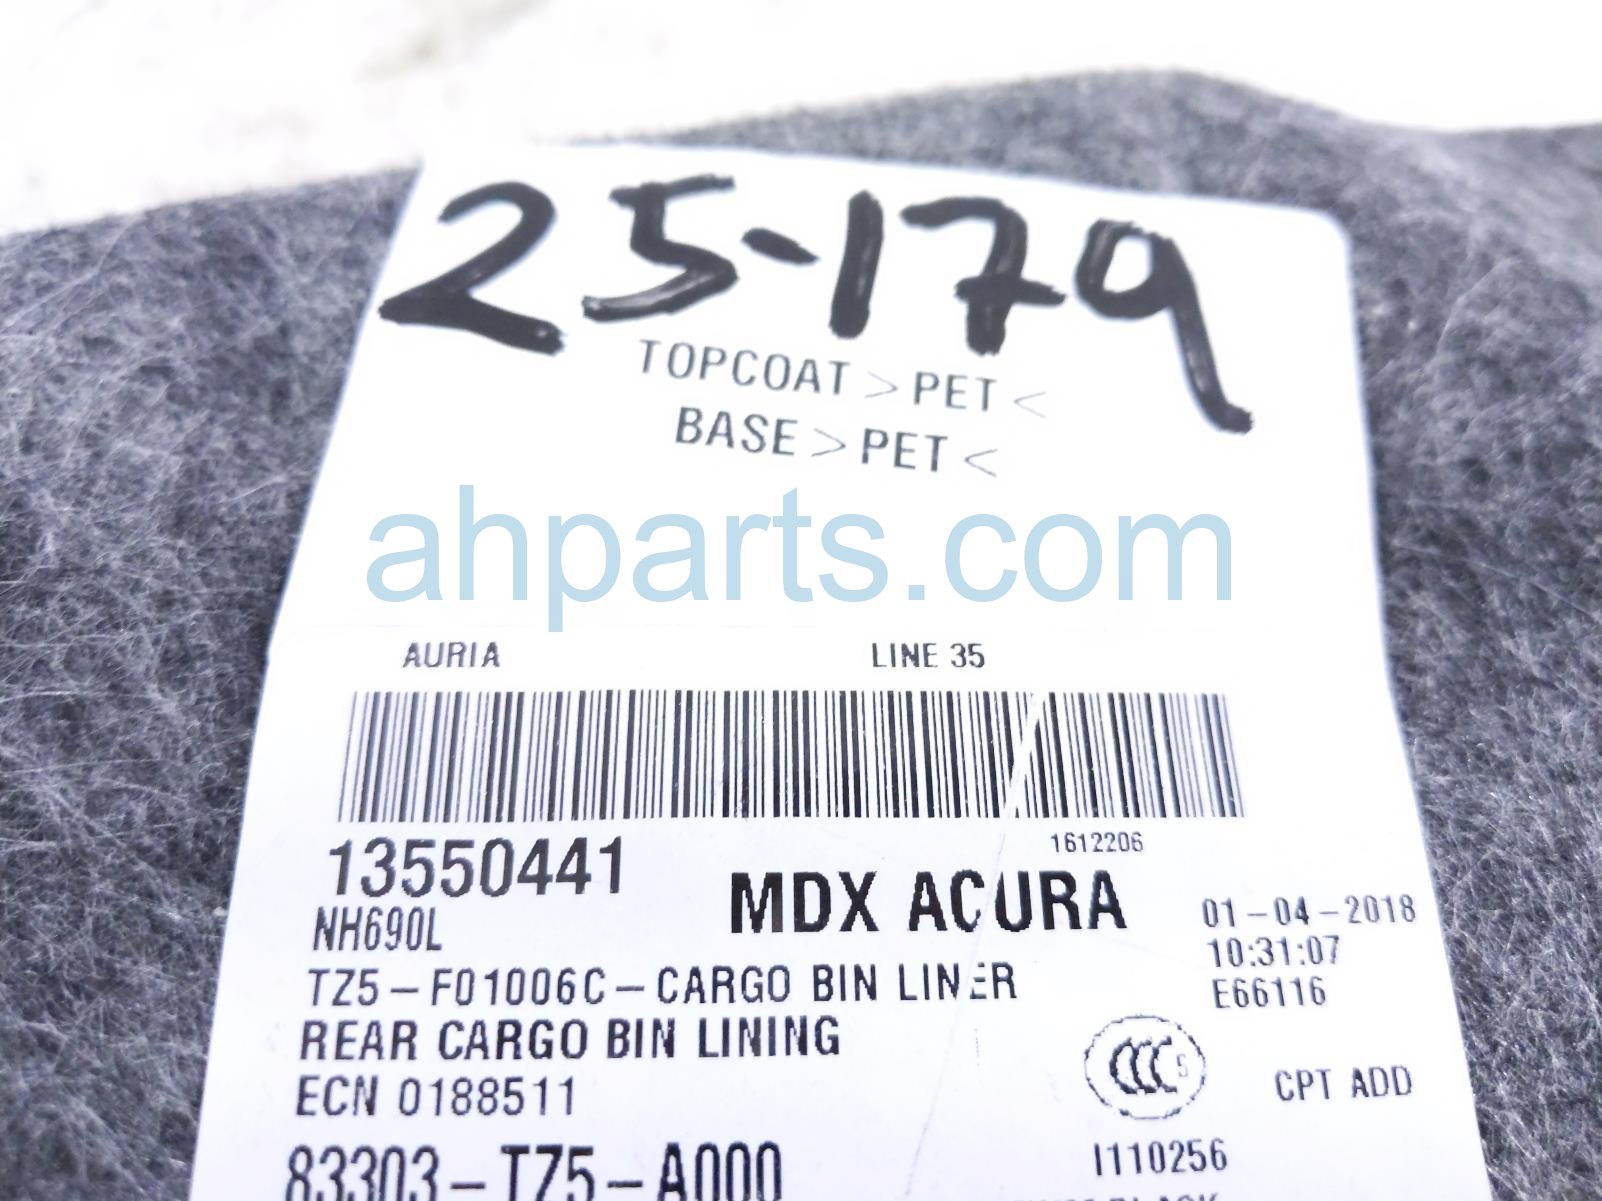 25-179
TOPCOAT >PET<
BASE >PET<
ahparts.com
AURIA LINE 35
13550441 1612206
NH690L MDX ACURA 01-04-2018
10:31:07
TZ5-F01006C-CARGO BIN LINER E66116
REAR CARGO BIN LINING
CCC S CPT ADD
ECN 0188511
83303-TZ5-A000 I110256
BLACK